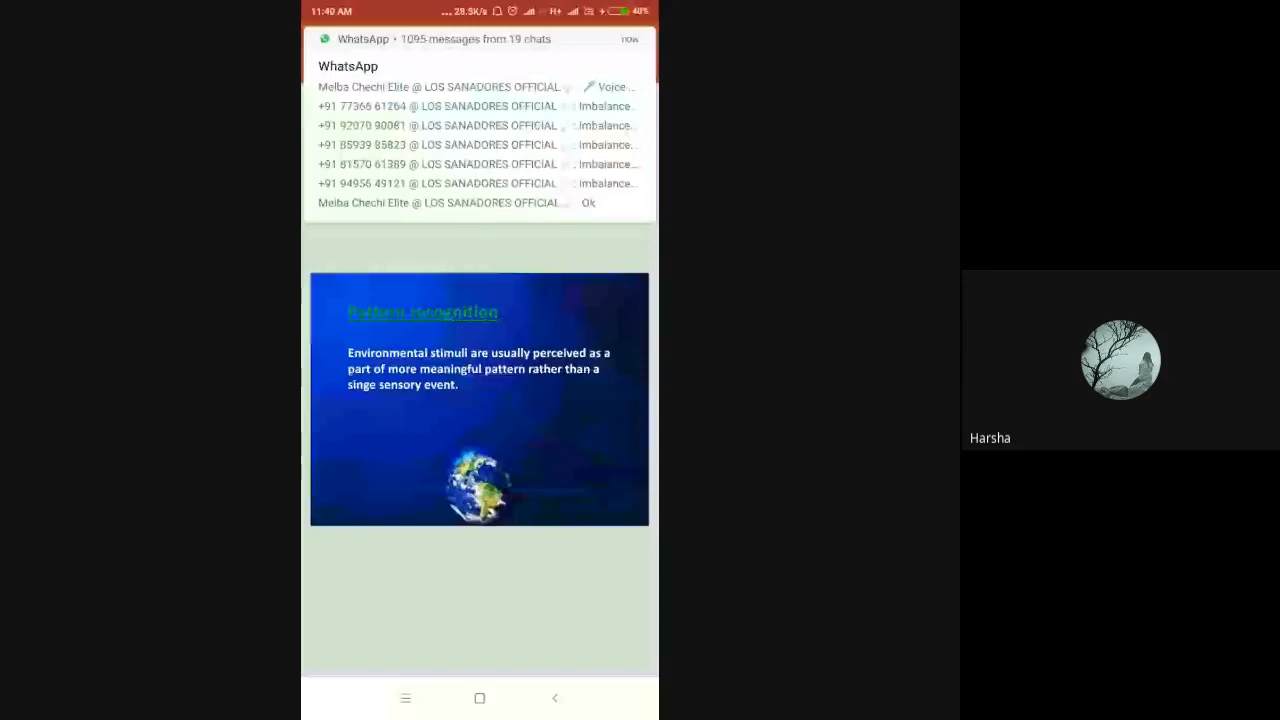 11:40 AM
... 28.3K/s H+ 40%
WhatsApp • 1095 messages from 19 chats now
WhatsApp
Melba Chechi Elite @ LOS SANADORES OFFICIAL Voice ...
+91 77366 61264 @ LOS SANADORES OFFICIAL : Imbalance..
+91 92070 90081 @ LOS SANADORES OFFICIAL : Imbalance..
+91 85939 85823 @ LOS SANADORES OFFICIAL : Imbalance..
+91 81570 61389 @ LOS SANADORES OFFICIAL : Imbalance...
+91 94956 49121 @ LOS SANADORES OFFICIAL : Imbalance...
Melba Chechi Elite @ LOS SANADORES OFFICIAL... Ok
Pattern recognition
Environmental stimuli are usually perceived as a
part of more meaningful pattern rather than a
singe sensory event.
Harsha